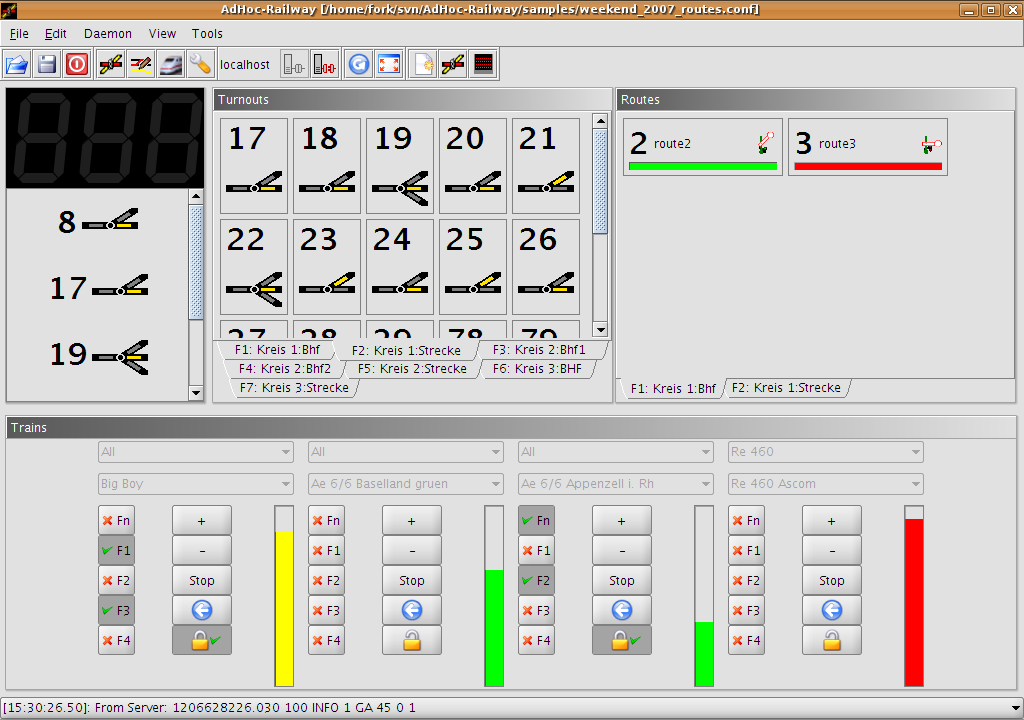 AdHoc-Railway [/home/fork/svn/AdHoc-Railway/samples/weekend_2007_routes.conf]
File Edit Daemon View Tools
localhost
888
8
17
19
Turnouts
17 18 19 20 21
22 23 24 25 26
27 28 29 78 79
F1: Kreis 1:Bhf F2: Kreis 1:Strecke F3: Kreis 2:Bhf1
F4: Kreis 2:Bhf2 F5: Kreis 2:Strecke F6: Kreis 3:BHF
F7: Kreis 3:Strecke
Routes
2 route2 3 route3
F1: Kreis 1:Bhf F2: Kreis 1:Strecke
Trains
All All All Re 460
Big Boy Ae 6/6 Baselland gruen Ae 6/6 Appenzell i. Rh Re 460 Ascom
Fn + Fn + Fn + Fn +
F1 - F1 - F1 - F1 -
F2 Stop F2 Stop F2 Stop F2 Stop
F3 F3 F3 F3
F4 F4 F4 F4
[15:30:26.50]: From Server: 1206628226.030 100 INFO 1 GA 45 0 1